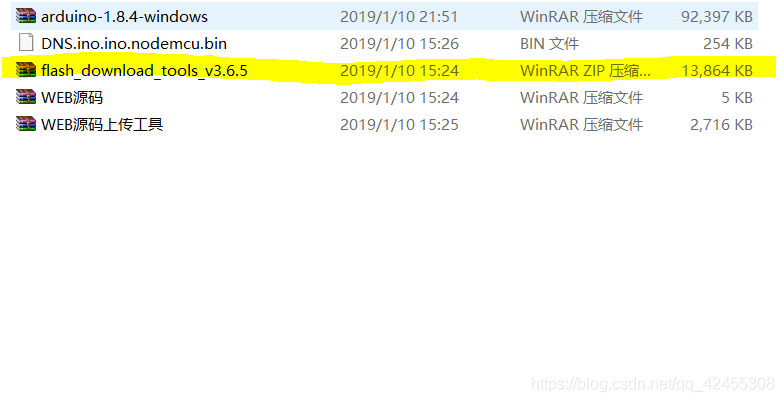 arduino-1.8.4-windows 2019/1/10 21:51 WinRAR 压缩文件 92,397 KB
DNS.ino.ino.nodemcu.bin 2019/1/10 15:26 BIN 文件 254 KB
flash_download_tools_v3.6.5 2019/1/10 15:24 WinRAR ZIP 压缩... 13,864 KB
WEB源码 2019/1/10 15:24 WinRAR 压缩文件 5 KB
WEB源码上传工具 2019/1/10 15:25 WinRAR 压缩文件 2,716 KB
https://blog.csdn.net/qq_42455308